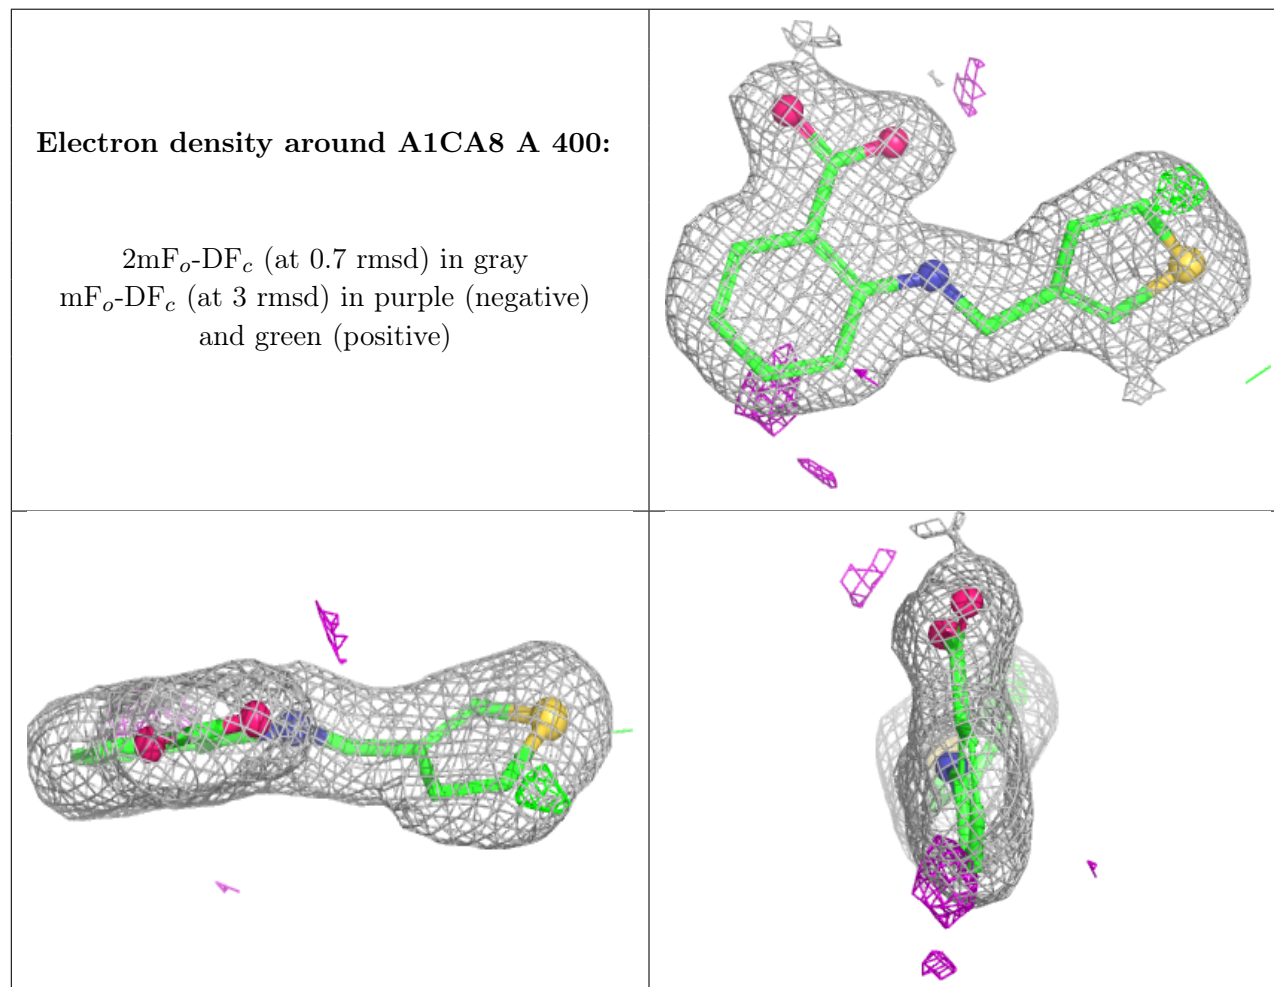 Electron density around A1CA8 A 400:
2mFo-DFc (at 0.7 rmsd) in gray
mFo-DFc (at 3 rmsd) in purple (negative)
and green (positive)